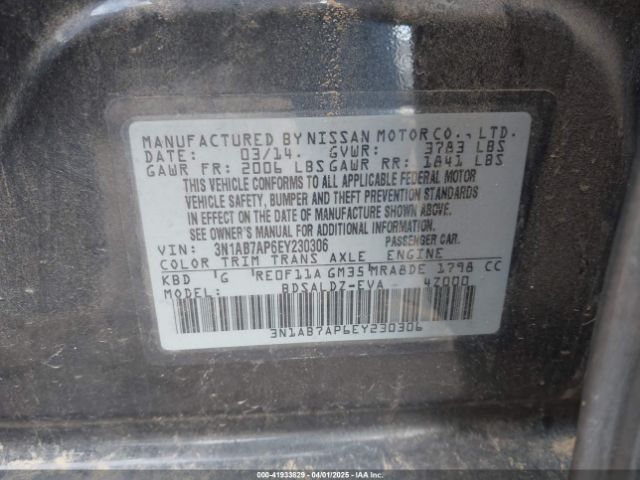 MANUFACTURED BY NISSAN MOTOR CO., LTD.
DATE: 03/14. GVWR: 3783 LBS
GAWR FR: 2006 LBS GAWR RR: 1841 LBS
THIS VEHICLE CONFORMS TO ALL APPLICABLE FEDERAL MOTOR
VEHICLE SAFETY, BUMPER AND THEFT PREVENTION STANDARDS
IN EFFECT ON THE DATE OF MANUFACTURE SHOWN ABOVE.
SEE OWNER'S MANUAL FOR ADDITIONAL INFORMATION
VIN: 3N1AB7AP6EY230306 PASSENGER CAR.
COLOR TRIM TRANS AXLE ENGINE
KBD G RE0F11A GM35 MRA8DE 1798 CC
MODEL: BDSALDZ-EVA 47000
3N1AB7AP6EY230306
000-41933829 - 04/01/2025 - IAA Inc.